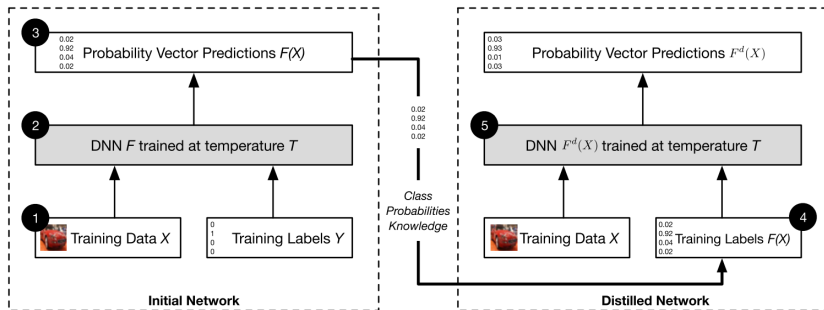 3
0.02
0.92
0.04
0.02
Probability Vector Predictions F(X)
2
DNN F trained at temperature T
1
Training Data X
0
1
0
0
Training Labels Y
Initial Network
0.02
0.92
0.04
0.02
Class
Probabilities
Knowledge
0.03
0.93
0.01
0.03
Probability Vector Predictions F^d(X)
5
DNN F^d(X) trained at temperature T
Training Data X
4
0.02
0.92
0.04
0.02
Training Labels F(X)
Distilled Network